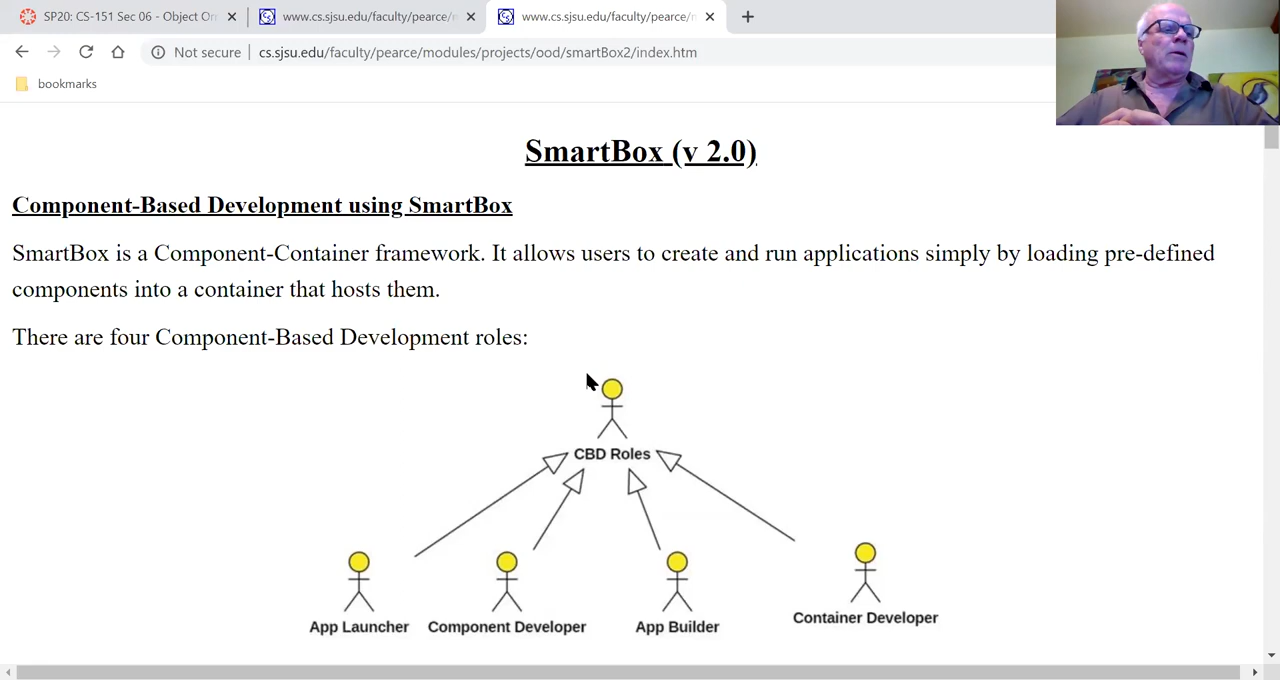 SP20: CS-151 Sec 06 - Object Or
www.cs.sjsu.edu/faculty/pearce/m
www.cs.sjsu.edu/faculty/pearce/m
Not secure
cs.sjsu.edu/faculty/pearce/modules/projects/ood/smartBox2/index.htm
bookmarks
SmartBox (v 2.0)
Component-Based Development using SmartBox
SmartBox is a Component-Container framework. It allows users to create and run applications simply by loading pre-defined
components into a container that hosts them.
There are four Component-Based Development roles:
CBD Roles
App Launcher
Component Developer
App Builder
Container Developer